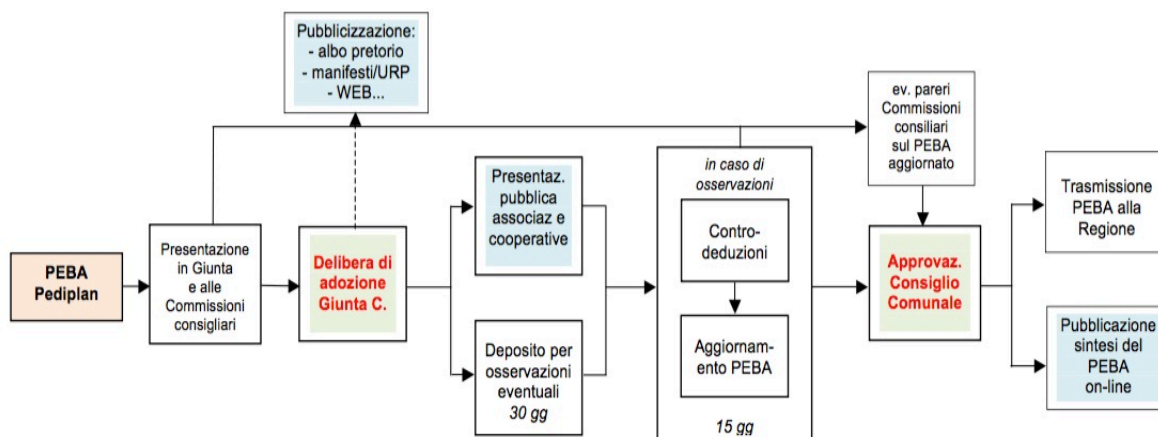 Pubblicizzazione:
- albo pretorio
- manifesti/URP
- WEB...
ev. pareri
Commissioni
consiliari
sul PEBA
aggiornato
PEBA
Pediplan
Presentazione
in Giunta
e alle
Commissioni
consigliari
Delibera di
adozione
Giunta C.
Presentaz.
pubblica
associaz e
cooperative
Deposito per
osservazioni
eventuali
30 gg
in caso di
osservazioni
Contro-
deduzioni
Aggiornam-
ento PEBA
15 gg
Approvaz.
Consiglio
Comunale
Trasmissione
PEBA alla
Regione
Pubblicazione
sintesi del
PEBA
on-line